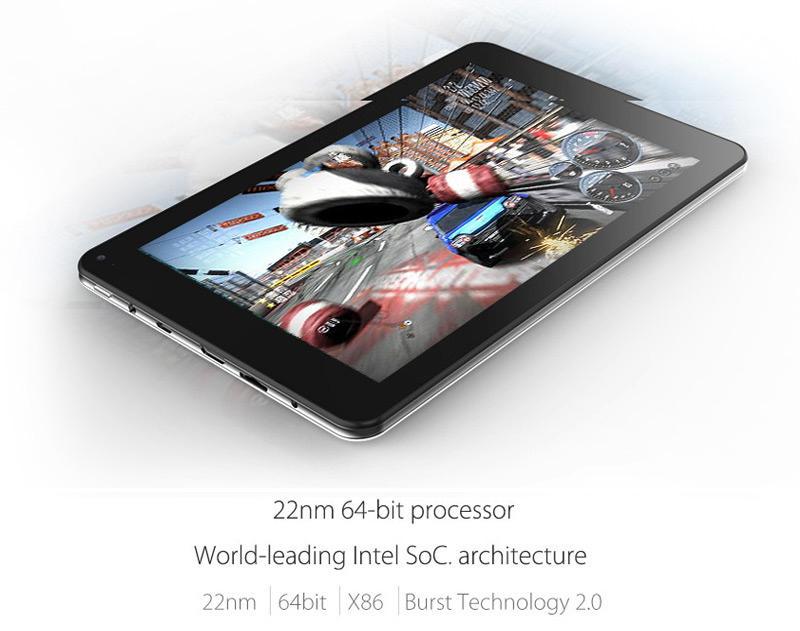 22nm 64-bit processor
World-leading Intel SoC. architecture
22nm 64bit X86 Burst Technology 2.0